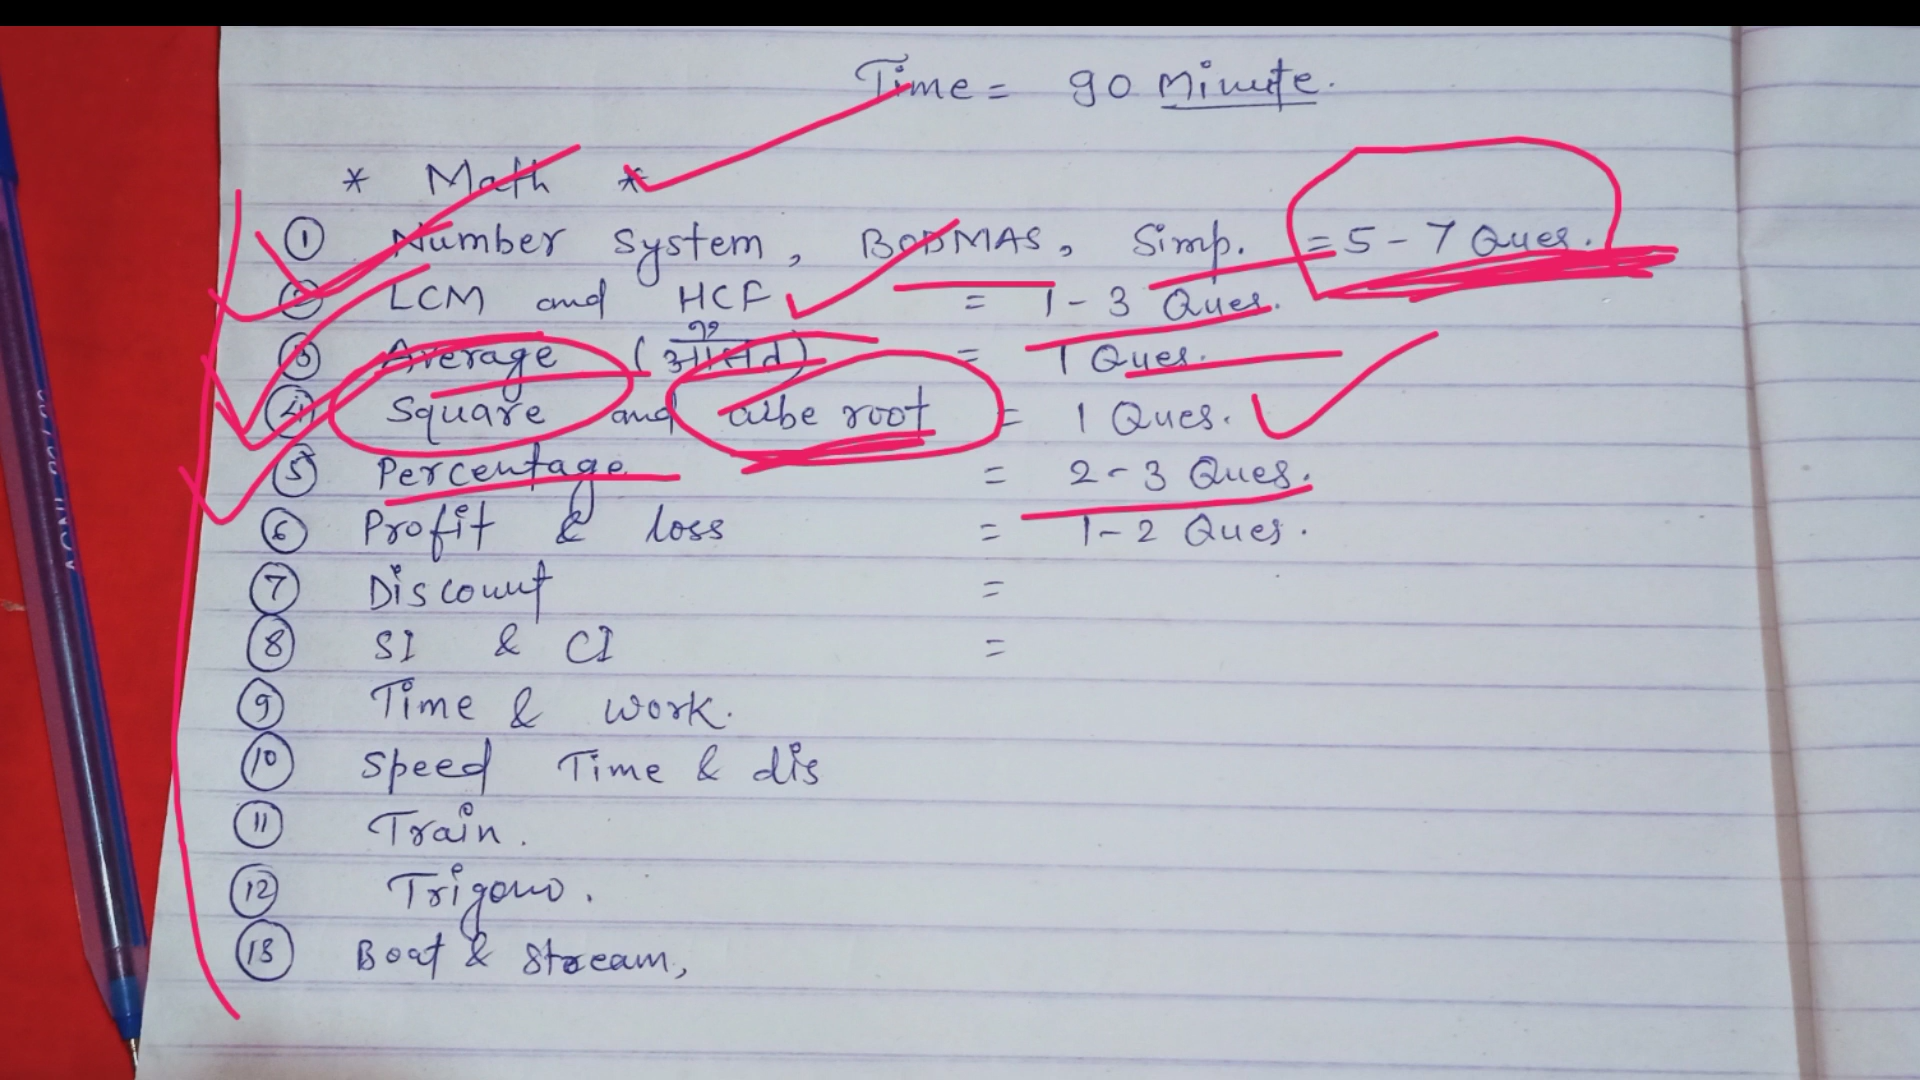 Time = 90 Minute.
* Math *
① Number System, BODMAS, Simp. = 5-7 Ques.
② LCM and HCF = 1-3 Ques.
③ Average (औसत) = 1 Ques.
④ Square and cube root = 1 Ques.
⑤ Percentage = 2-3 Ques.
⑥ Profit & loss = 1-2 Ques.
⑦ Discount =
⑧ SI & CI =
⑨ Time & work.
⑩ Speed Time & dis
⑪ Train.
⑫ Trigono.
⑬ Boat & Stream,